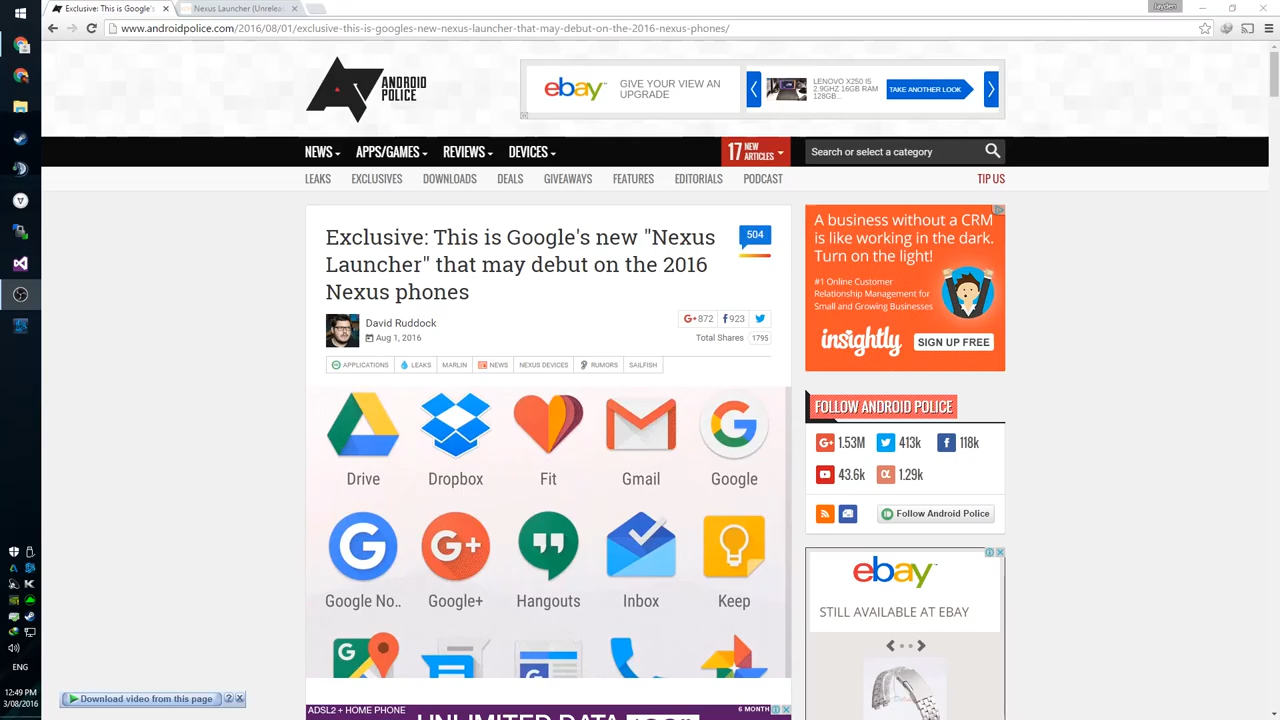 Exclusive: This is Google's
Nexus Launcher (Unrelea
Jayden
www.androidpolice.com/2016/08/01/exclusive-this-is-googles-new-nexus-launcher-that-may-debut-on-the-2016-nexus-phones/
ANDROID
POLICE
ebay
GIVE YOUR VIEW AN
UPGRADE
LENOVO X250 I5
2.9GHZ 16GB RAM
128GB...
TAKE ANOTHER LOOK
NEWS APPS/GAMES REVIEWS DEVICES
17 NEW
ARTICLES
Search or select a category
LEAKS EXCLUSIVES DOWNLOADS DEALS GIVEAWAYS FEATURES EDITORIALS PODCAST TIP US
Exclusive: This is Google's new "Nexus
Launcher" that may debut on the 2016
Nexus phones
504
David Ruddock
Aug 1, 2016
G+ 872 f 923
Total Shares 1795
APPLICATIONS LEAKS MARLIN NEWS NEXUS DEVICES RUMORS SAILFISH
Drive Dropbox Fit Gmail Google
Google No.. Google+ Hangouts Inbox Keep
ADSL2 + HOME PHONE
6 MONTH
A business without a CRM
is like working in the dark.
Turn on the light!
#1 Online Customer
Relationship Management for
Small and Growing Businesses
insightly
SIGN UP FREE
FOLLOW ANDROID POLICE
1.53M 413k 118k
43.6k 1.29k
Follow Android Police
ebay
STILL AVAILABLE AT EBAY
Download video from this page
ENG
12:49 PM
3/08/2016